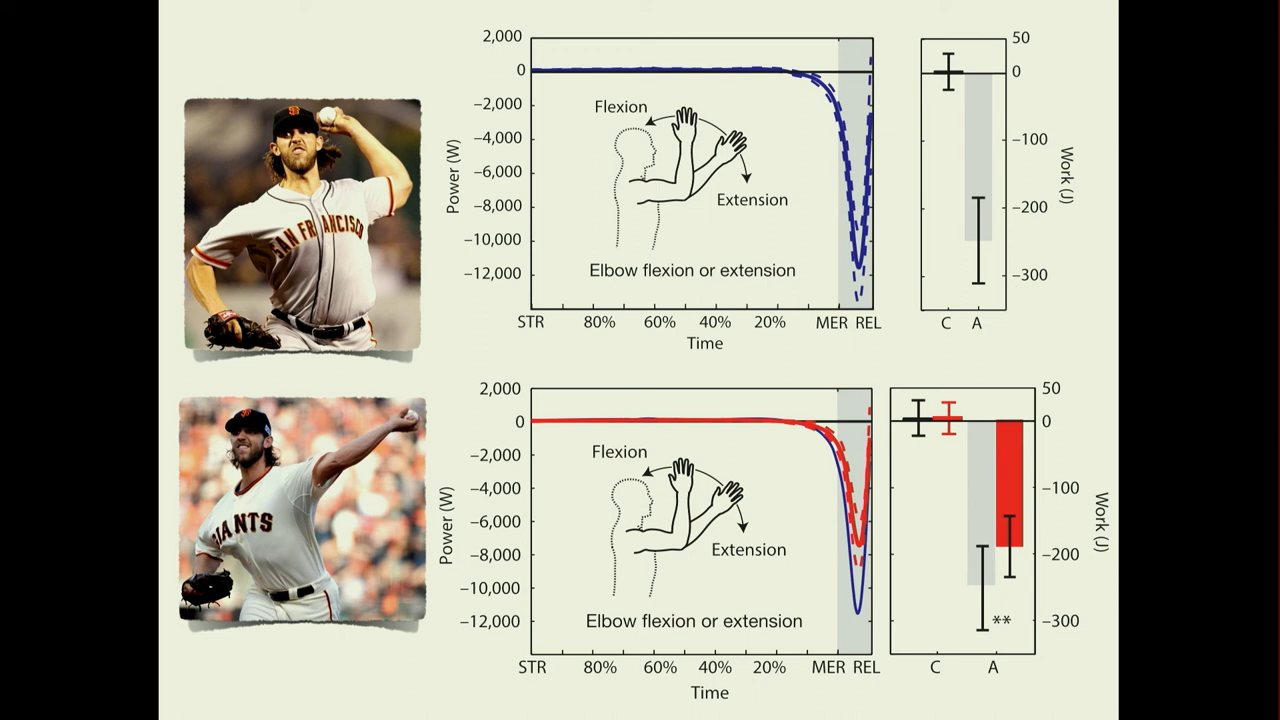 2,000
0
−2,000
−4,000
−6,000
−8,000
−10,000
−12,000
Power (W)
Flexion
Extension
Elbow flexion or extension
STR 80% 60% 40% 20% MER REL
Time
50
0
−100
−200
−300
Work (J)
C A
SAN FRANCISCO
SF
2,000
0
−2,000
−4,000
−6,000
−8,000
−10,000
−12,000
Power (W)
Flexion
Extension
Elbow flexion or extension
STR 80% 60% 40% 20% MER REL
Time
50
0
−100
−200
−300
Work (J)
**
C A
GIANTS